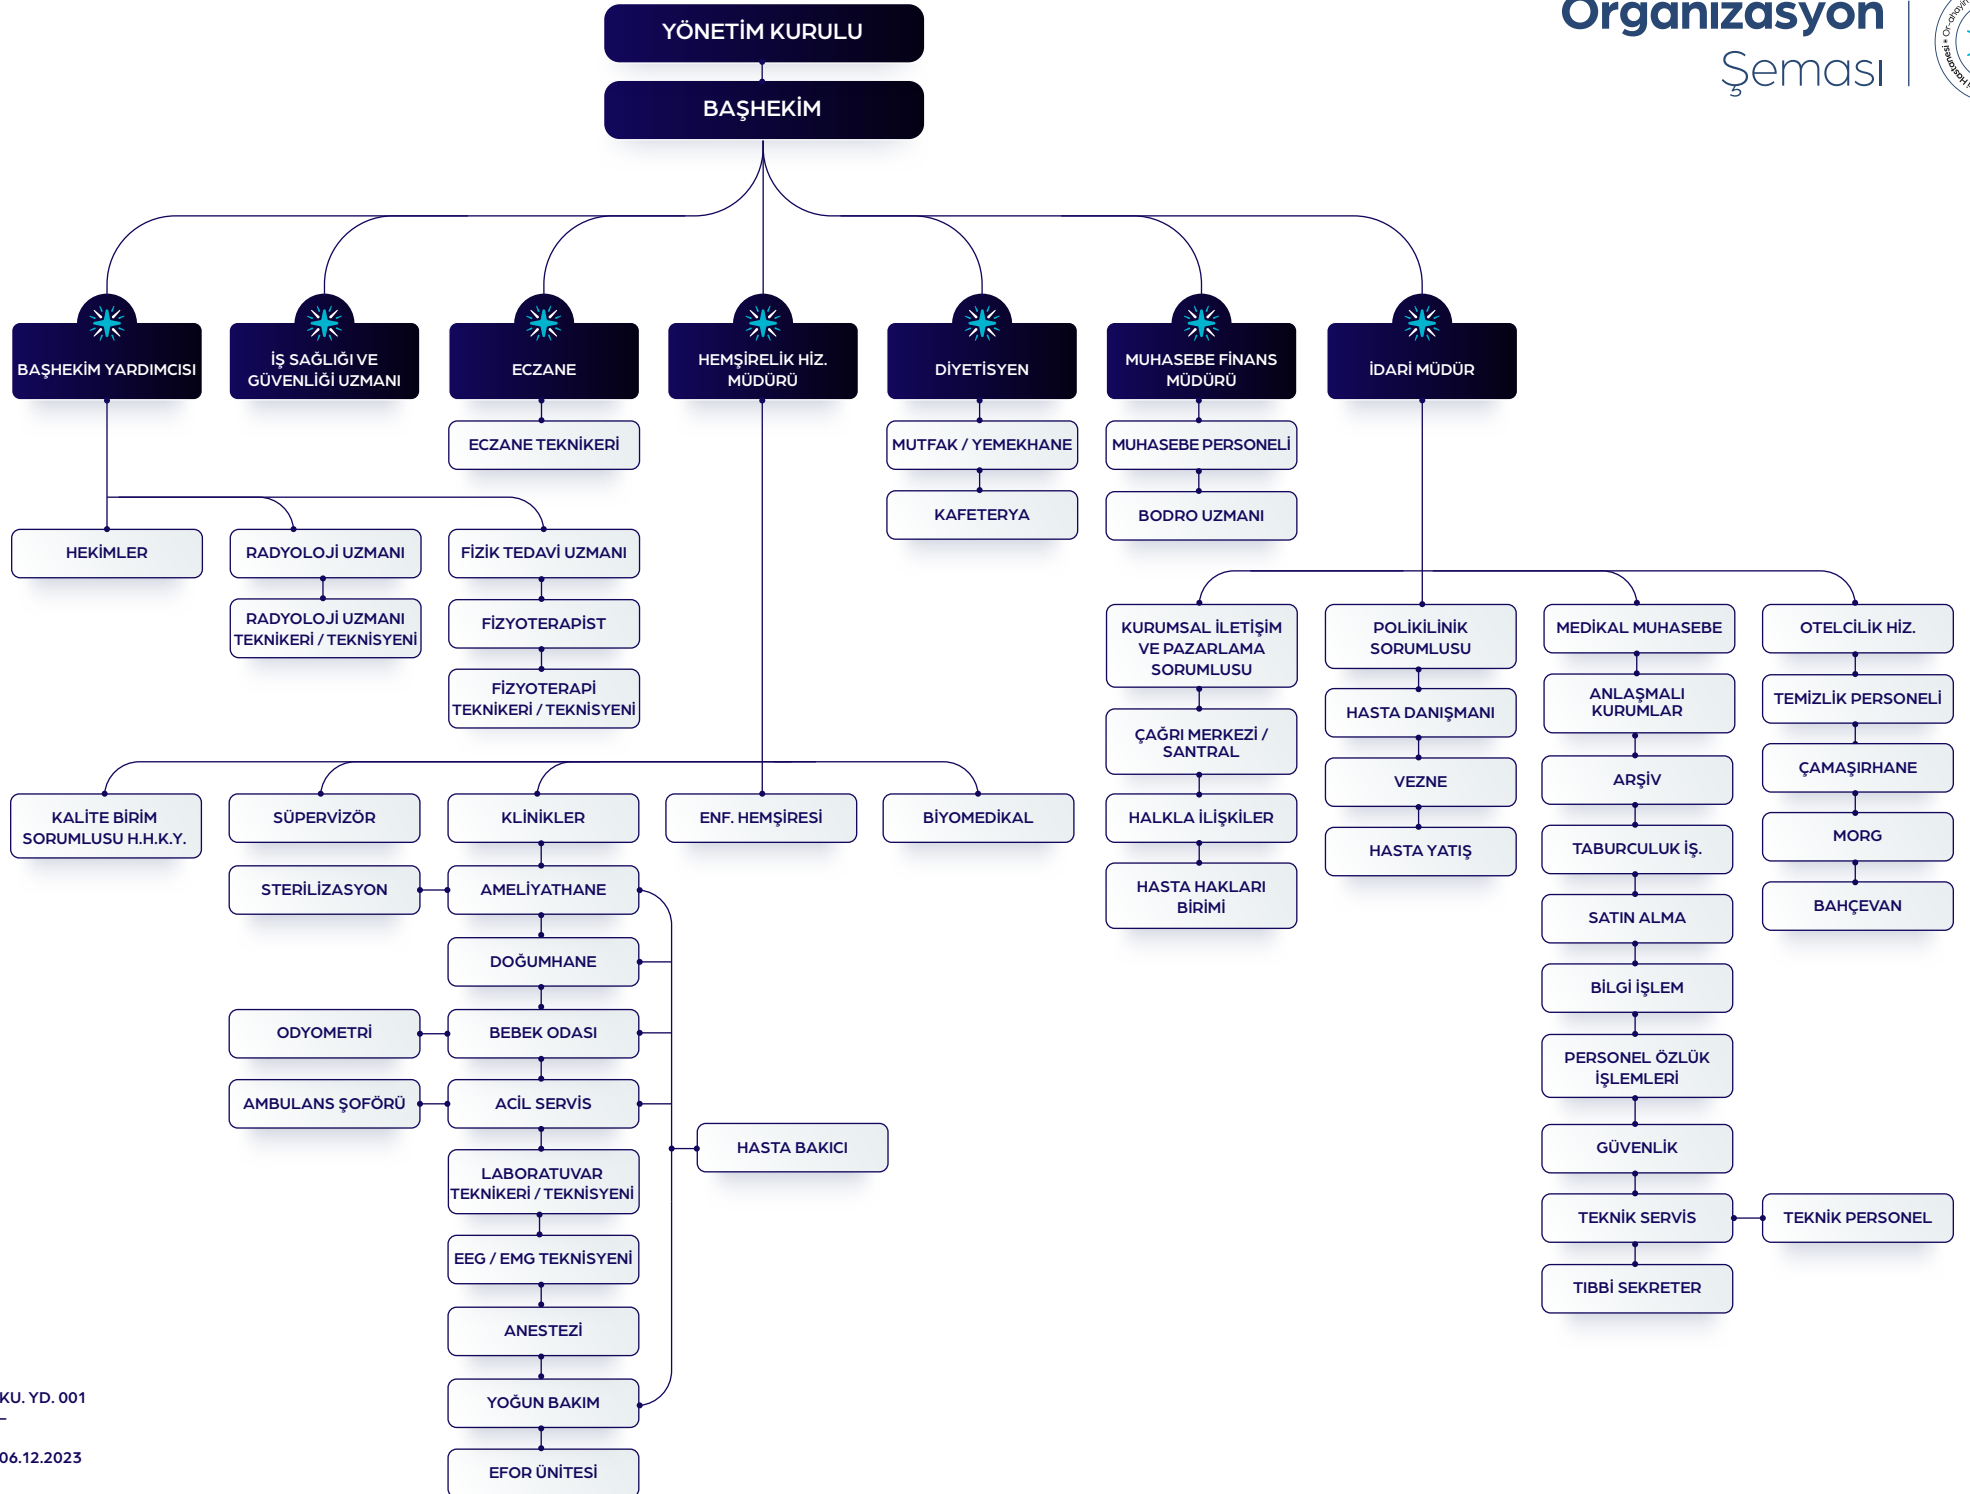 Organizasyon
Şeması
YÖNETİM KURULU
BAŞHEKİM
BAŞHEKİM YARDIMCISI
İŞ SAĞLIĞI VE
GÜVENLİĞİ UZMANI
ECZANE
HEMŞİRELİK HİZ.
MÜDÜRÜ
DİYETİSYEN
MUHASEBE FİNANS
MÜDÜRÜ
İDARİ MÜDÜR
ECZANE TEKNİKERİ
MUTFAK / YEMEKHANE
MUHASEBE PERSONELİ
KAFETERYA
BODRO UZMANI
HEKİMLER
RADYOLOJİ UZMANI
FİZİK TEDAVİ UZMANI
RADYOLOJİ UZMANI
TEKNİKERİ / TEKNİSYENİ
FİZYOTERAPİST
FİZYOTERAPİ
TEKNİKERİ / TEKNİSYENİ
KURUMSAL İLETİŞİM
VE PAZARLAMA
SORUMLUSU
POLİKİLİNİK
SORUMLUSU
MEDİKAL MUHASEBE
OTELCİLİK HİZ.
ÇAĞRI MERKEZİ /
SANTRAL
HASTA DANIŞMANI
ANLAŞMALI
KURUMLAR
TEMİZLİK PERSONELİ
HALKLA İLİŞKİLER
VEZNE
ARŞİV
ÇAMAŞIRHANE
HASTA HAKLARI
BİRİMİ
HASTA YATIŞ
TABURCULUK İŞ.
MORG
SATIN ALMA
BAHÇEVAN
BİLGİ İŞLEM
PERSONEL ÖZLÜK
İŞLEMLERİ
GÜVENLİK
TEKNİK SERVİS
TEKNİK PERSONEL
TIBBİ SEKRETER
KALİTE BİRİM
SORUMLUSU H.H.K.Y.
SÜPERVİZÖR
KLİNİKLER
ENF. HEMŞİRESİ
BİYOMEDİKAL
STERİLİZASYON
AMELİYATHANE
DOĞUMHANE
ODYOMETRİ
BEBEK ODASI
AMBULANS ŞOFÖRÜ
ACİL SERVİS
HASTA BAKICI
LABORATUVAR
TEKNİKERİ / TEKNİSYENİ
EEG / EMG TEKNİSYENİ
ANESTEZİ
YOĞUN BAKIM
EFOR ÜNİTESİ
KU. YD. 001
–
06.12.2023